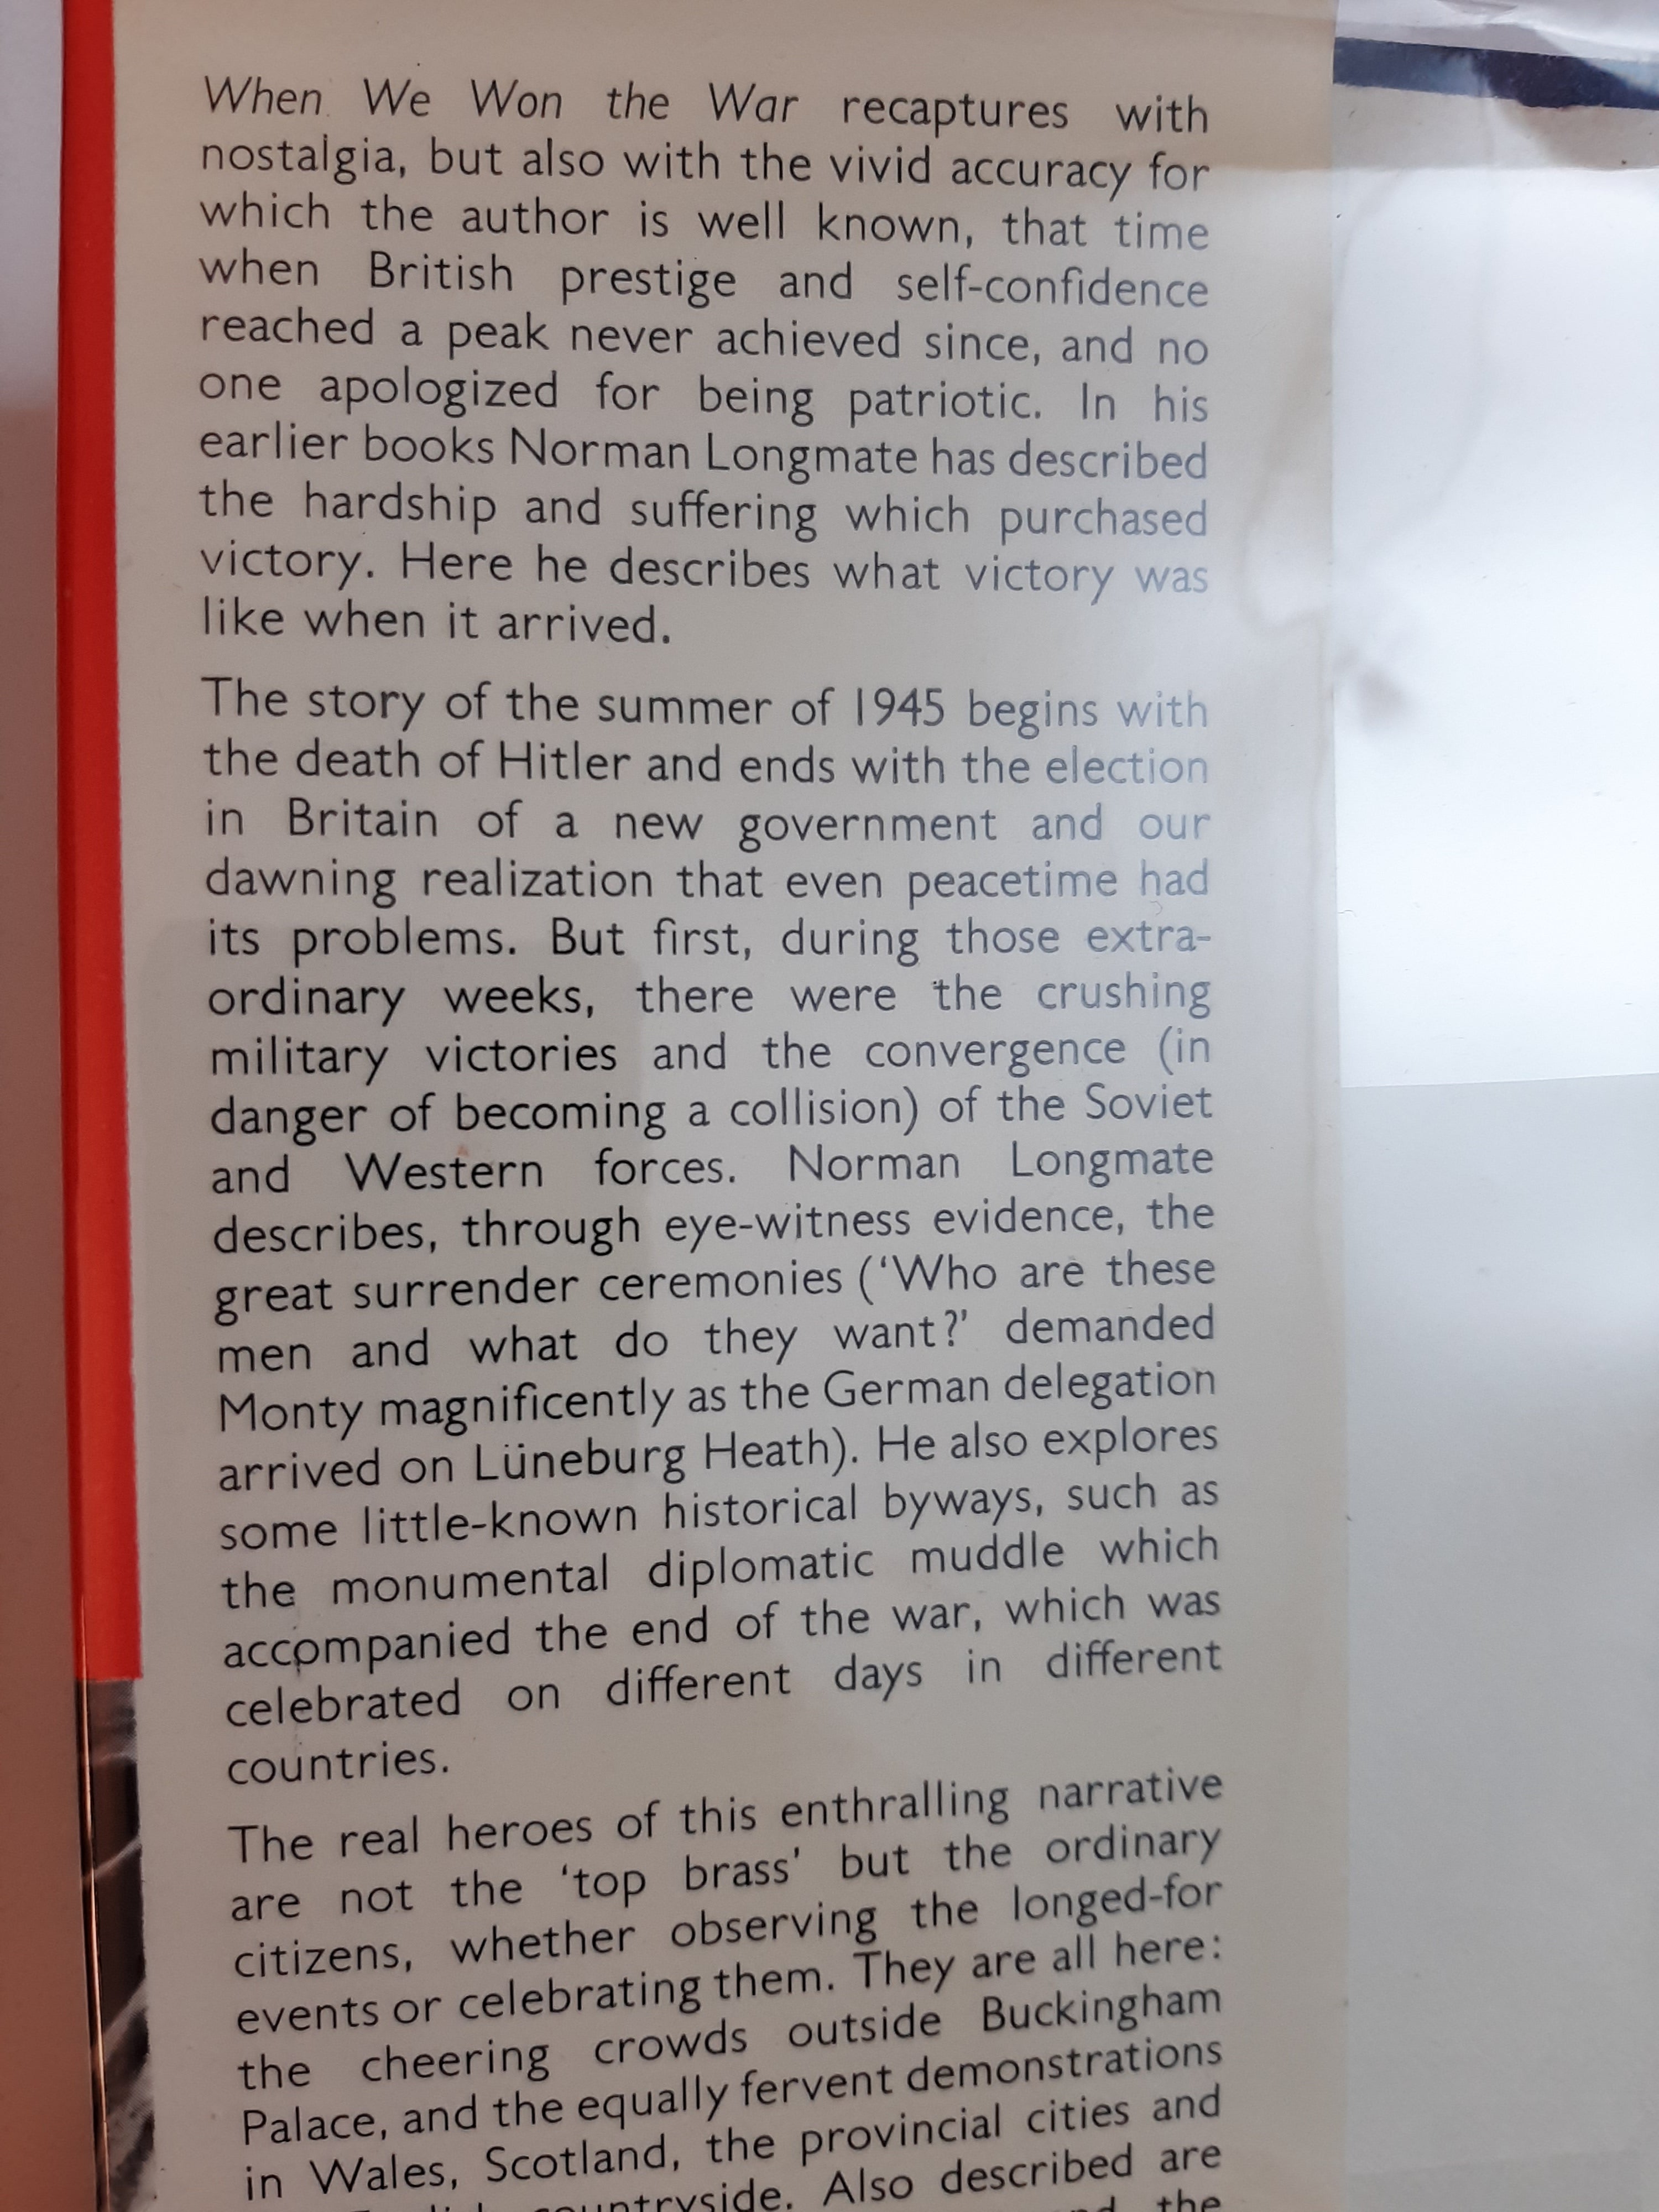 When We Won the War recaptures with
nostalgia, but also with the vivid accuracy for
which the author is well known, that time
when British prestige and self-confidence
reached a peak never achieved since, and no
one apologized for being patriotic. In his
earlier books Norman Longmate has described
the hardship and suffering which purchased
victory. Here he describes what victory was
like when it arrived.
The story of the summer of 1945 begins with
the death of Hitler and ends with the election
in Britain of a new government and our
dawning realization that even peacetime had
its problems. But first, during those extra-
ordinary weeks, there were the crushing
military victories and the convergence (in
danger of becoming a collision) of the Soviet
and Western forces. Norman Longmate
describes, through eye-witness evidence, the
great surrender ceremonies (‘Who are these
men and what do they want?’ demanded
Monty magnificently as the German delegation
arrived on Lüneburg Heath). He also explores
some little-known historical byways, such as
the monumental diplomatic muddle which
accompanied the end of the war, which was
celebrated on different days in different
countries.
The real heroes of this enthralling narrative
are not the ‘top brass’ but the ordinary
citizens, whether observing the longed-for
events or celebrating them. They are all here:
the cheering crowds outside Buckingham
Palace, and the equally fervent demonstrations
in Wales, Scotland, the provincial cities and
countryside. Also described are
the